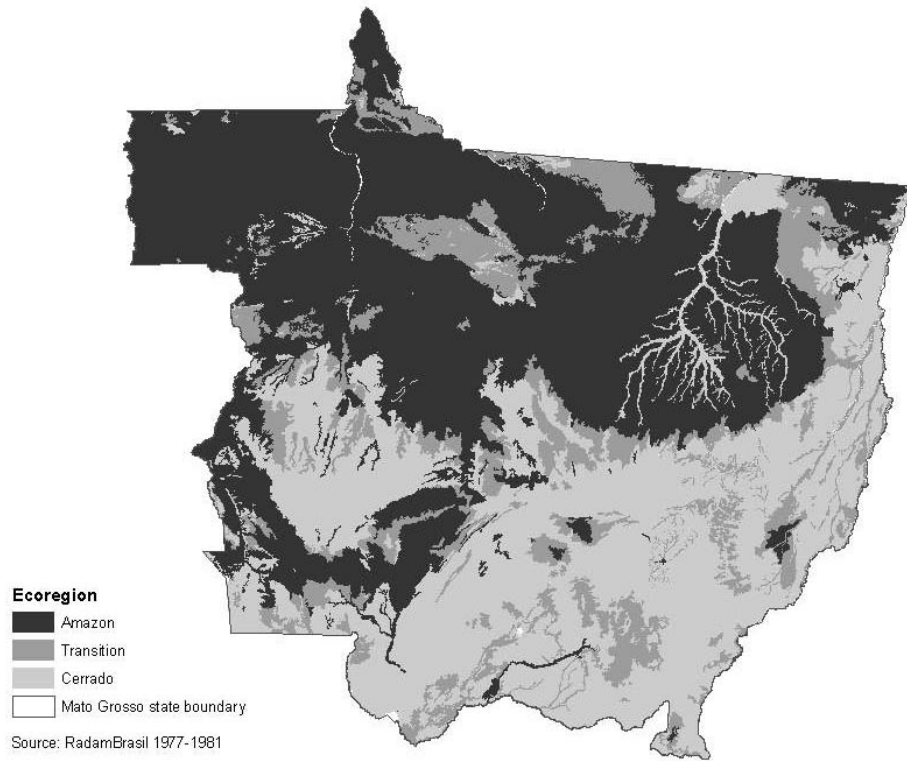 Ecoregion
Amazon
Transition
Cerrado
Mato Grosso state boundary
Source: RadamBrasil 1977-1981